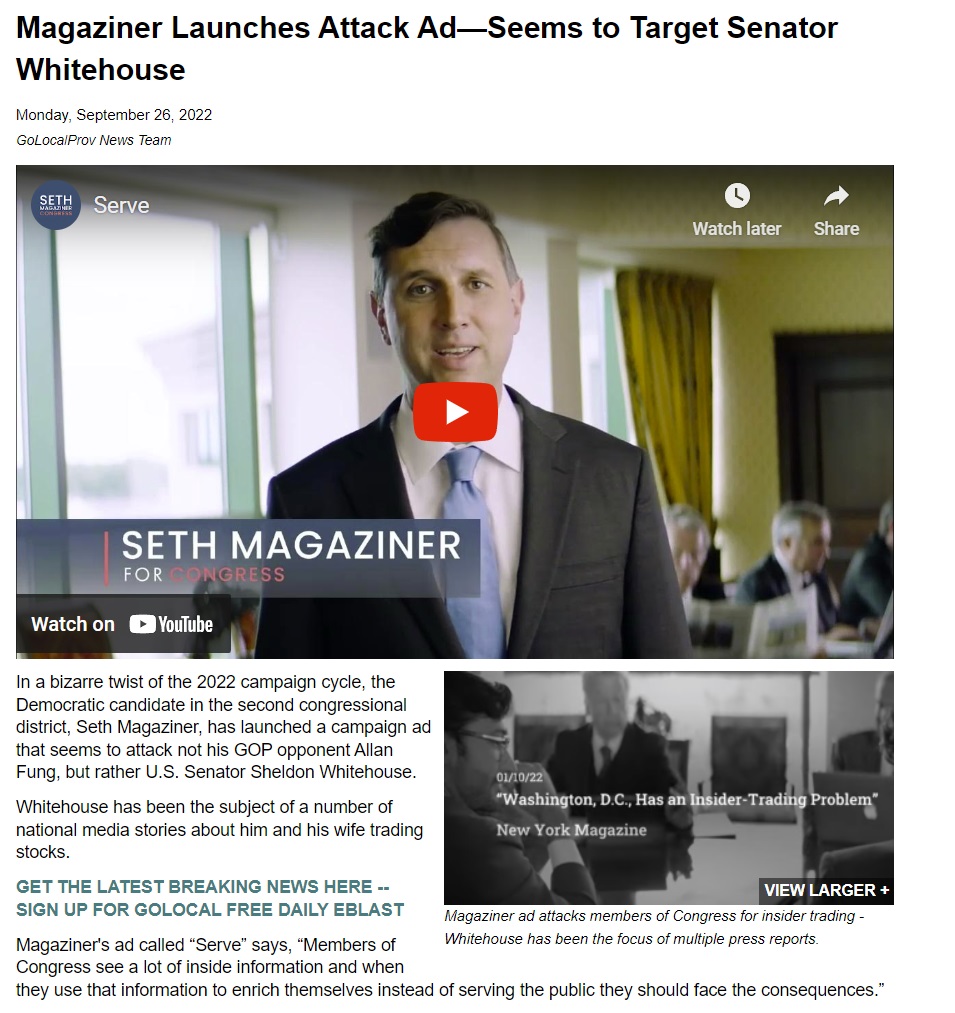 Magaziner Launches Attack Ad—Seems to Target Senator
Whitehouse
Monday, September 26, 2022
GoLocalProv News Team
SETH
MAGAZINER
CONGRESS
Serve
Watch later
Share
SETH MAGAZINER
FOR CONGRESS
Watch on YouTube
In a bizarre twist of the 2022 campaign cycle, the
Democratic candidate in the second congressional
district, Seth Magaziner, has launched a campaign ad
that seems to attack not his GOP opponent Allan
Fung, but rather U.S. Senator Sheldon Whitehouse.
Whitehouse has been the subject of a number of
national media stories about him and his wife trading
stocks.
GET THE LATEST BREAKING NEWS HERE --
SIGN UP FOR GOLOCAL FREE DAILY EBLAST
01/10/22
“Washington, D.C., Has an Insider-Trading Problem”
New York Magazine
VIEW LARGER +
Magaziner ad attacks members of Congress for insider trading -
Whitehouse has been the focus of multiple press reports.
Magaziner's ad called “Serve” says, “Members of
Congress see a lot of inside information and when
they use that information to enrich themselves instead of serving the public they should face the consequences.”